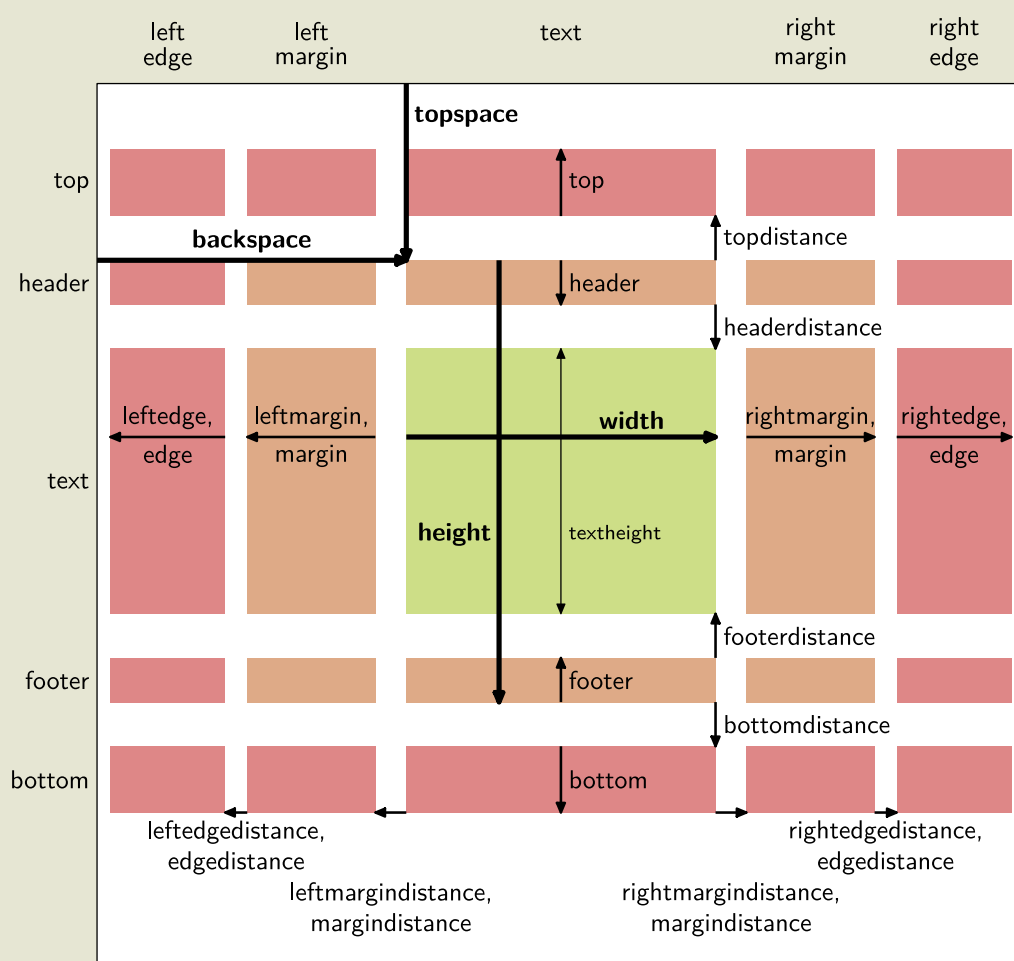 left
edge
left
margin
text
right
margin
right
edge
topspace
top
top
backspace
topdistance
header
header
headerdistance
leftedge,
edge
leftmargin,
margin
width
rightmargin,
margin
rightedge,
edge
text
height
textheight
footerdistance
footer
footer
bottomdistance
bottom
bottom
leftedgedistance,
edgedistance
rightedgedistance,
edgedistance
leftmargindistance,
margindistance
rightmargindistance,
margindistance